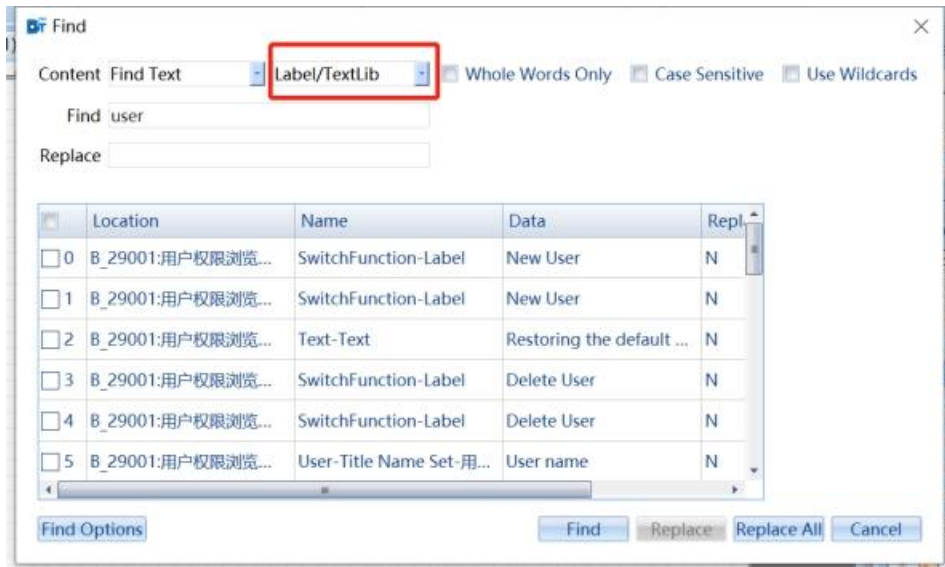 Find
Content Find Text Label/TextLib Whole Words Only Case Sensitive Use Wildcards
Find user
Replace
Location Name Data Repl
0 B_29001:用户权限浏览... SwitchFunction-Label New User N
1 B_29001:用户权限浏览... SwitchFunction-Label New User N
2 B_29001:用户权限浏览... Text-Text Restoring the default ... N
3 B_29001:用户权限浏览... SwitchFunction-Label Delete User N
4 B_29001:用户权限浏览... SwitchFunction-Label Delete User N
5 B_29001:用户权限浏览... User-Title Name Set-用... User name N
Find Options Find Replace Replace All Cancel